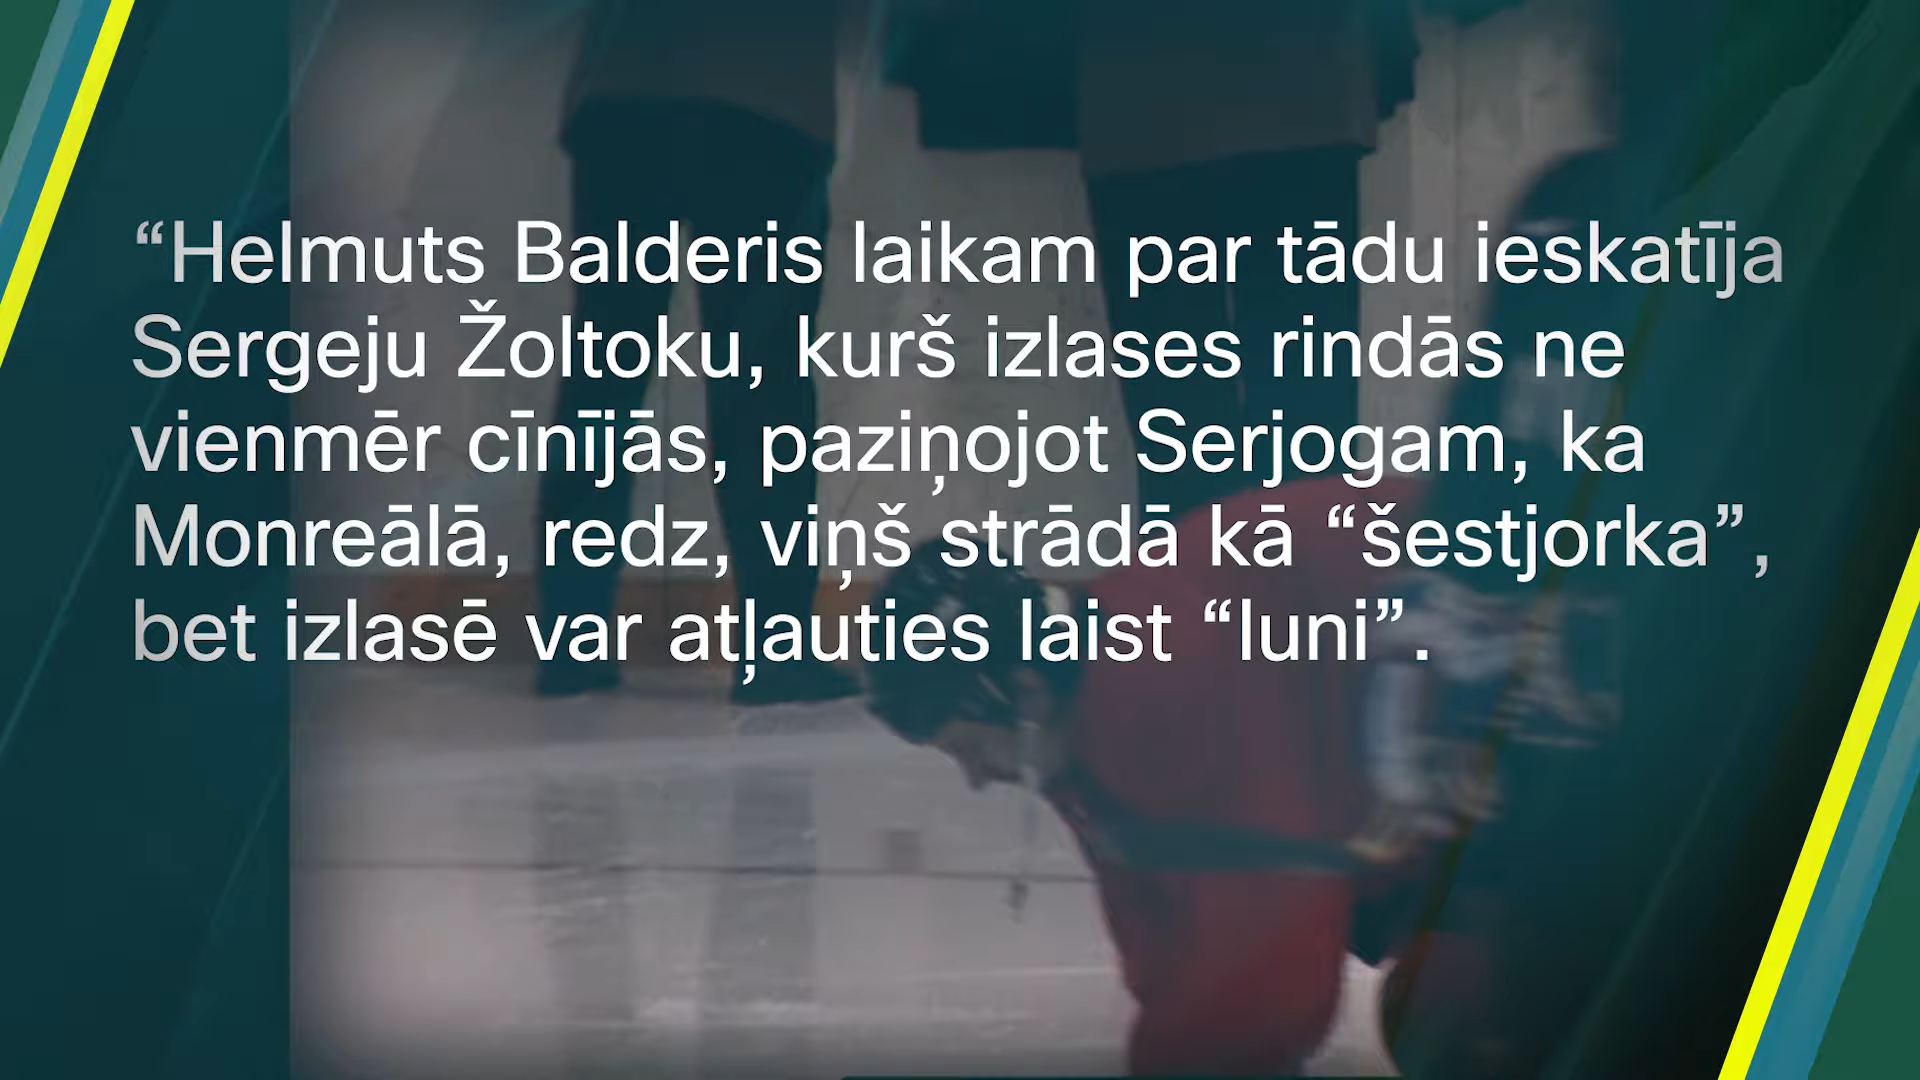 “Helmuts Balderis laikam par tādu ieskatīja
Sergeju Žoltoku, kurš izlases rindās ne
vienmēr cīnījās, paziņojot Serjogam, ka
Monreālā, redz, viņš strādā kā “šestjorka”,
bet izlasē var atļauties laist “luni”.